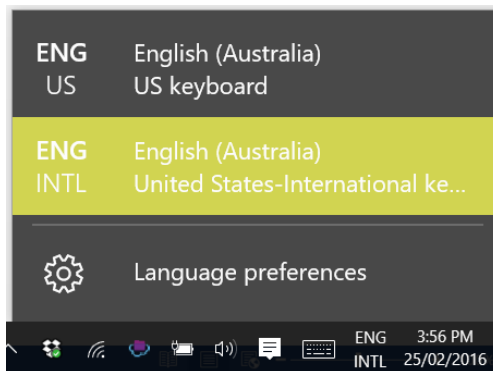 ENG English (Australia)
US US keyboard
ENG English (Australia)
INTL United States-International ke...
Language preferences
ENG 3:56 PM
INTL 25/02/2016